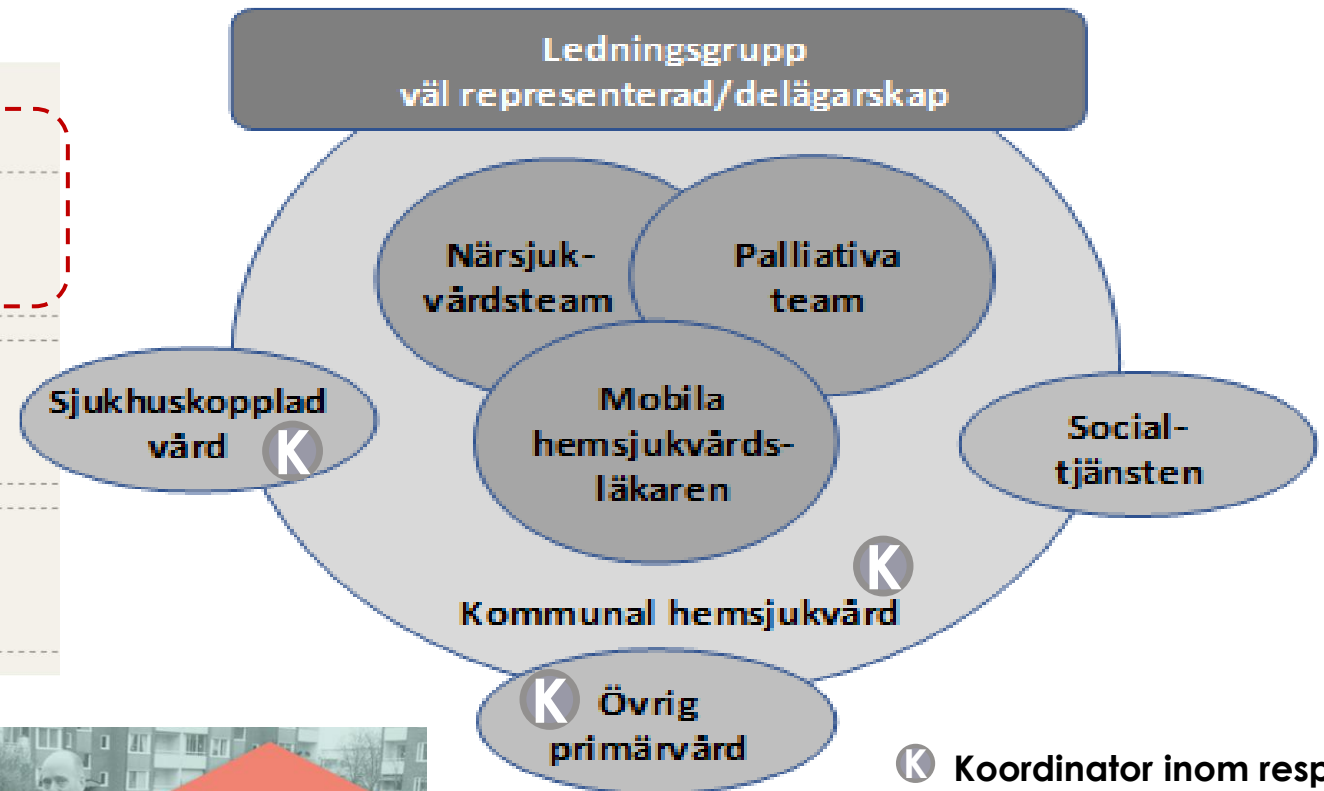 Ledningsgrupp
väl representerad/delägarskap
Närsjuk-
vårdsteam
Palliativa
team
Mobila
hemsjukvårds-
läkaren
Sjukhuskopplad
vård
K
Social-
tjänsten
K
Kommunal hemsjukvård
K
Övrig
primärvård
K Koordinator inom resp